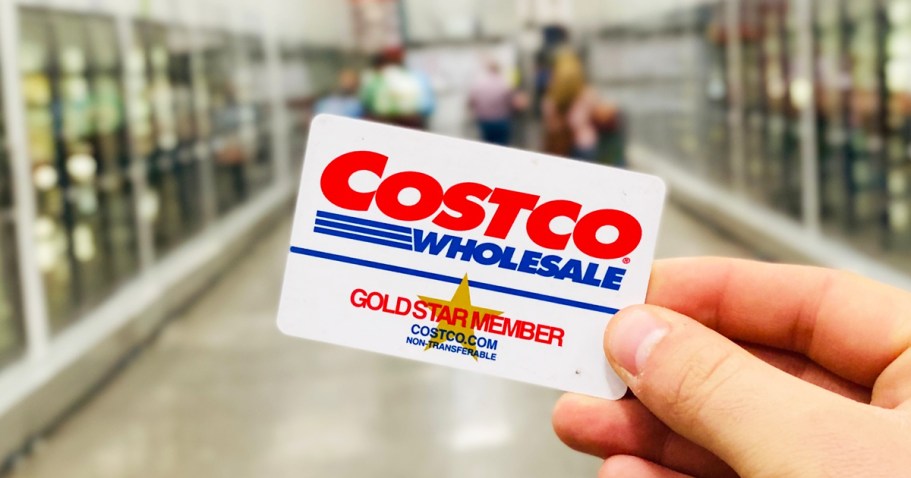 COSTCO®
WHOLESALE
GOLD STAR MEMBER
COSTCO.COM
NON-TRANSFERABLE